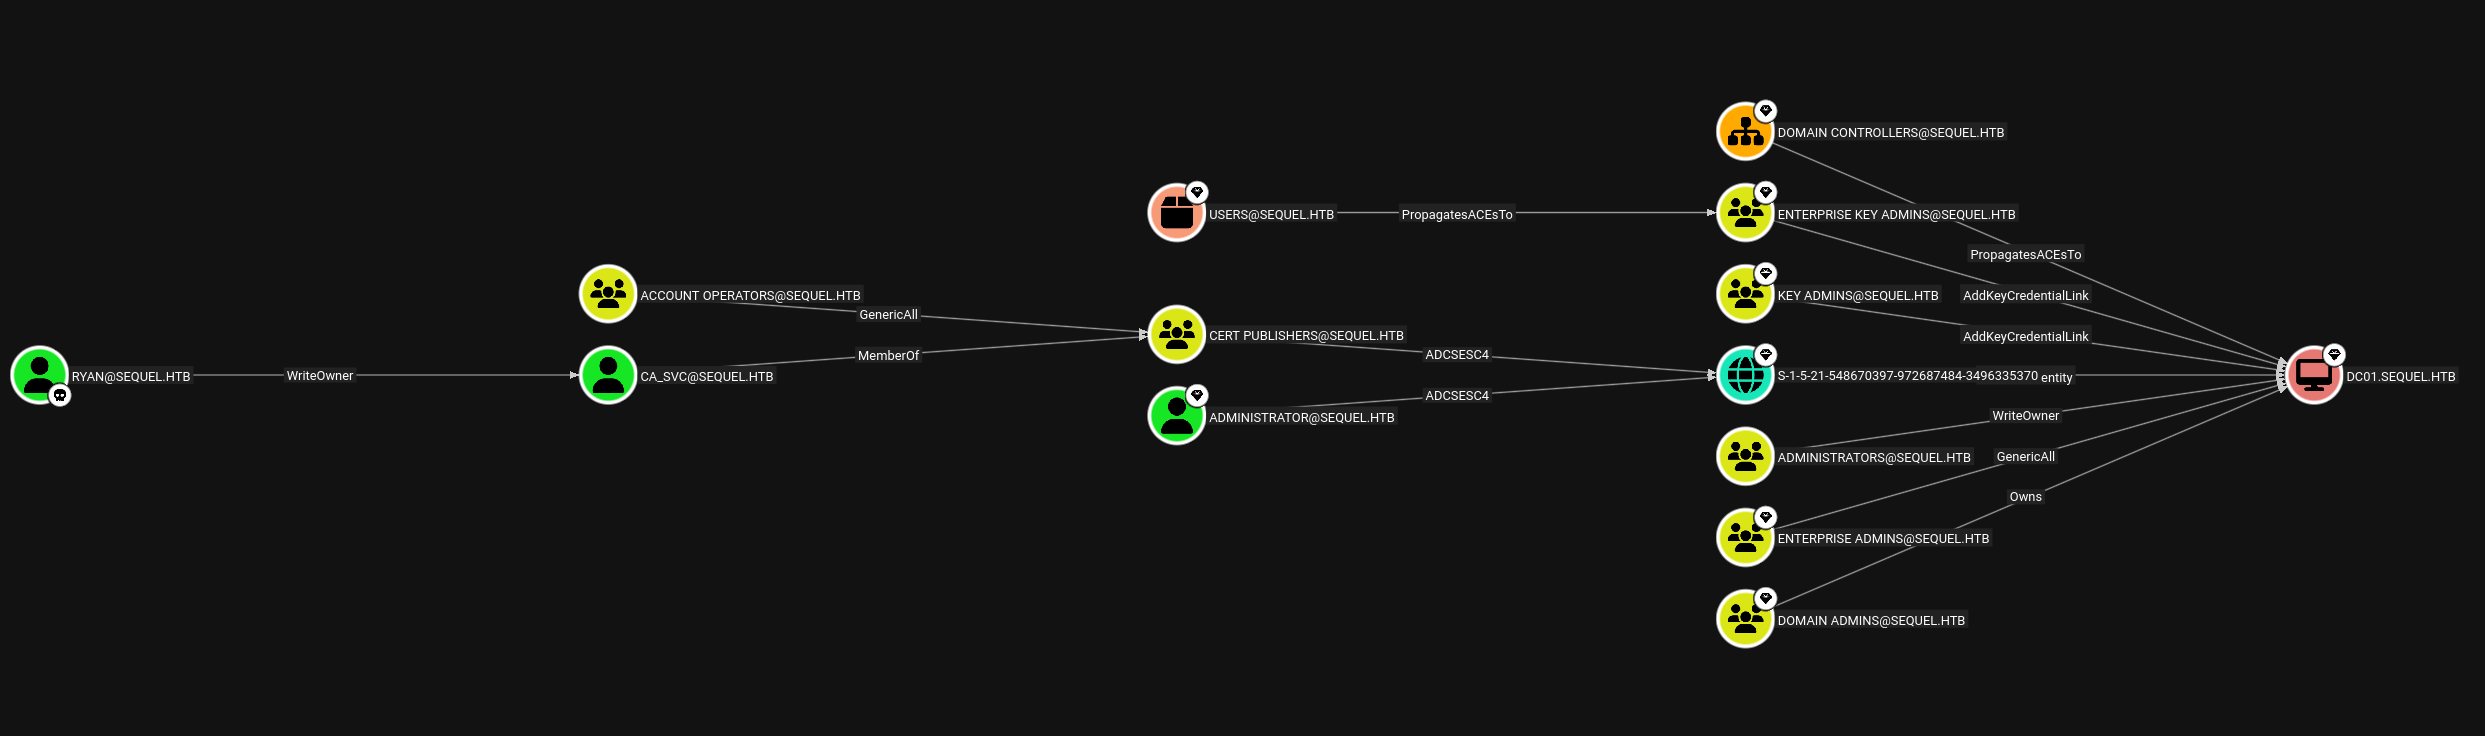 RYAN@SEQUEL.HTB
WriteOwner
ACCOUNT OPERATORS@SEQUEL.HTB
GenericAll
CA_SVC@SEQUEL.HTB
MemberOf
USERS@SEQUEL.HTB
PropagatesACEsTo
CERT PUBLISHERS@SEQUEL.HTB
ADCSESC4
ADMINISTRATOR@SEQUEL.HTB
ADCSESC4
DOMAIN CONTROLLERS@SEQUEL.HTB
ENTERPRISE KEY ADMINS@SEQUEL.HTB
PropagatesACEsTo
KEY ADMINS@SEQUEL.HTB
AddKeyCredentialLink
AddKeyCredentialLink
S-1-5-21-548670397-972687484-3496335370 entity
WriteOwner
ADMINISTRATORS@SEQUEL.HTB
GenericAll
Owns
ENTERPRISE ADMINS@SEQUEL.HTB
DOMAIN ADMINS@SEQUEL.HTB
DC01.SEQUEL.HTB